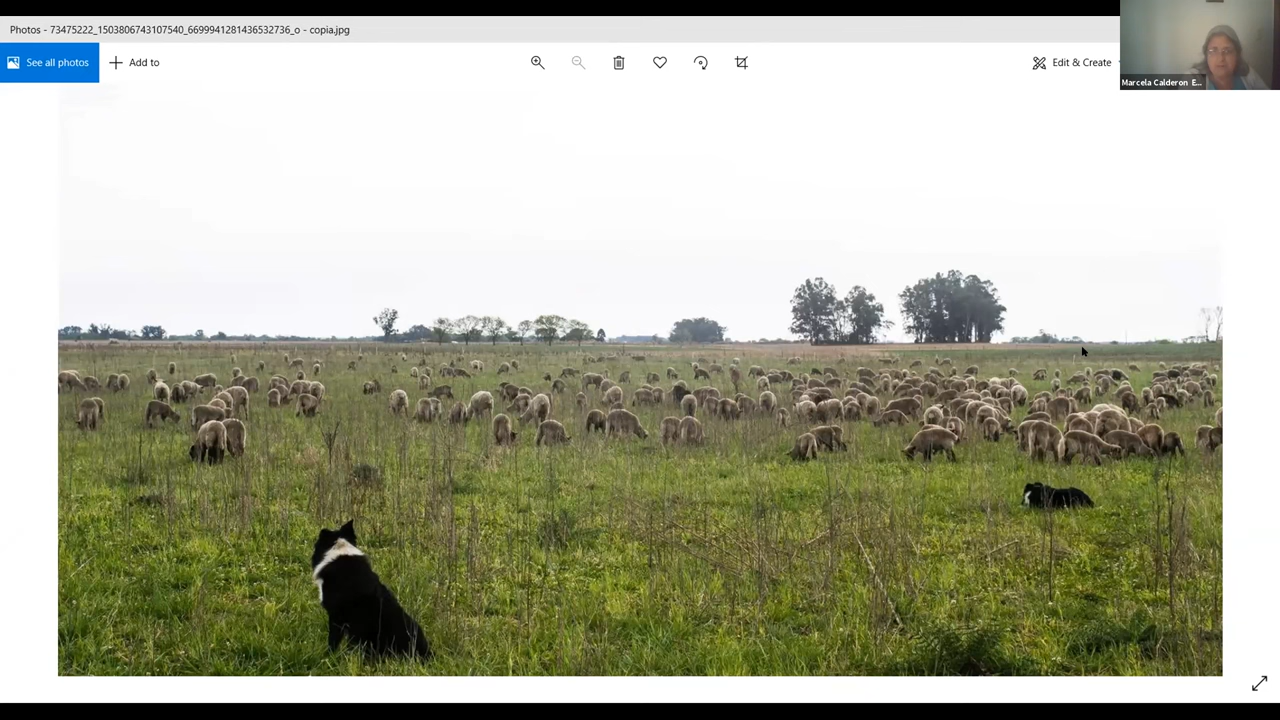 Photos - 73475222_1503806743107540_6699941281436532736_o - copia.jpg
See all photos
Add to
Edit & Create
Marcela Calderon E...